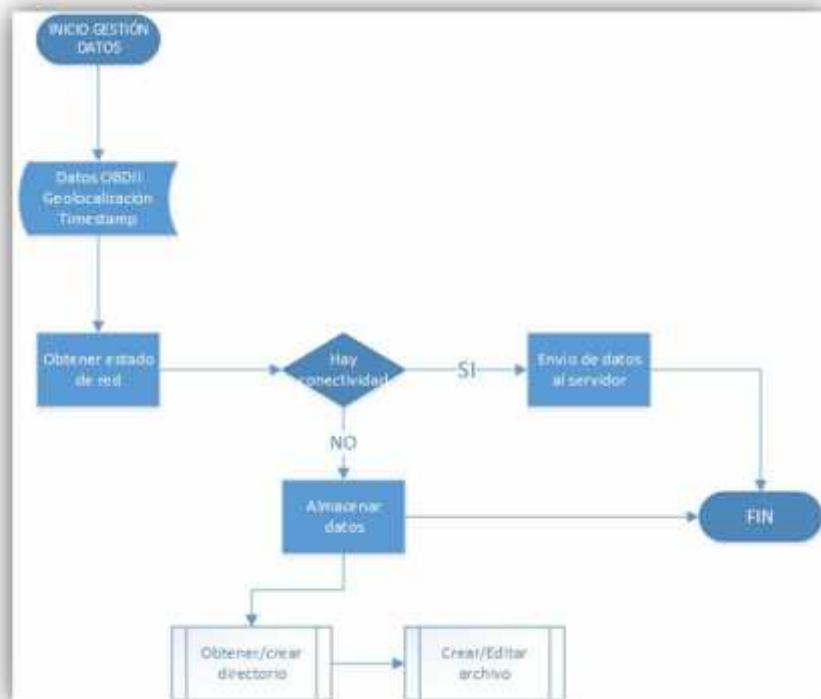 INICIO GESTIÓN
DATOS
Datos OBDII
Geolocalización
Timestamp
Obtener estado
de red
Hay
conectividad
SI
Envío de datos
al servidor
NO
Almacenar
datos
FIN
Obtener/crear
directorio
Crear/Editar
archivo